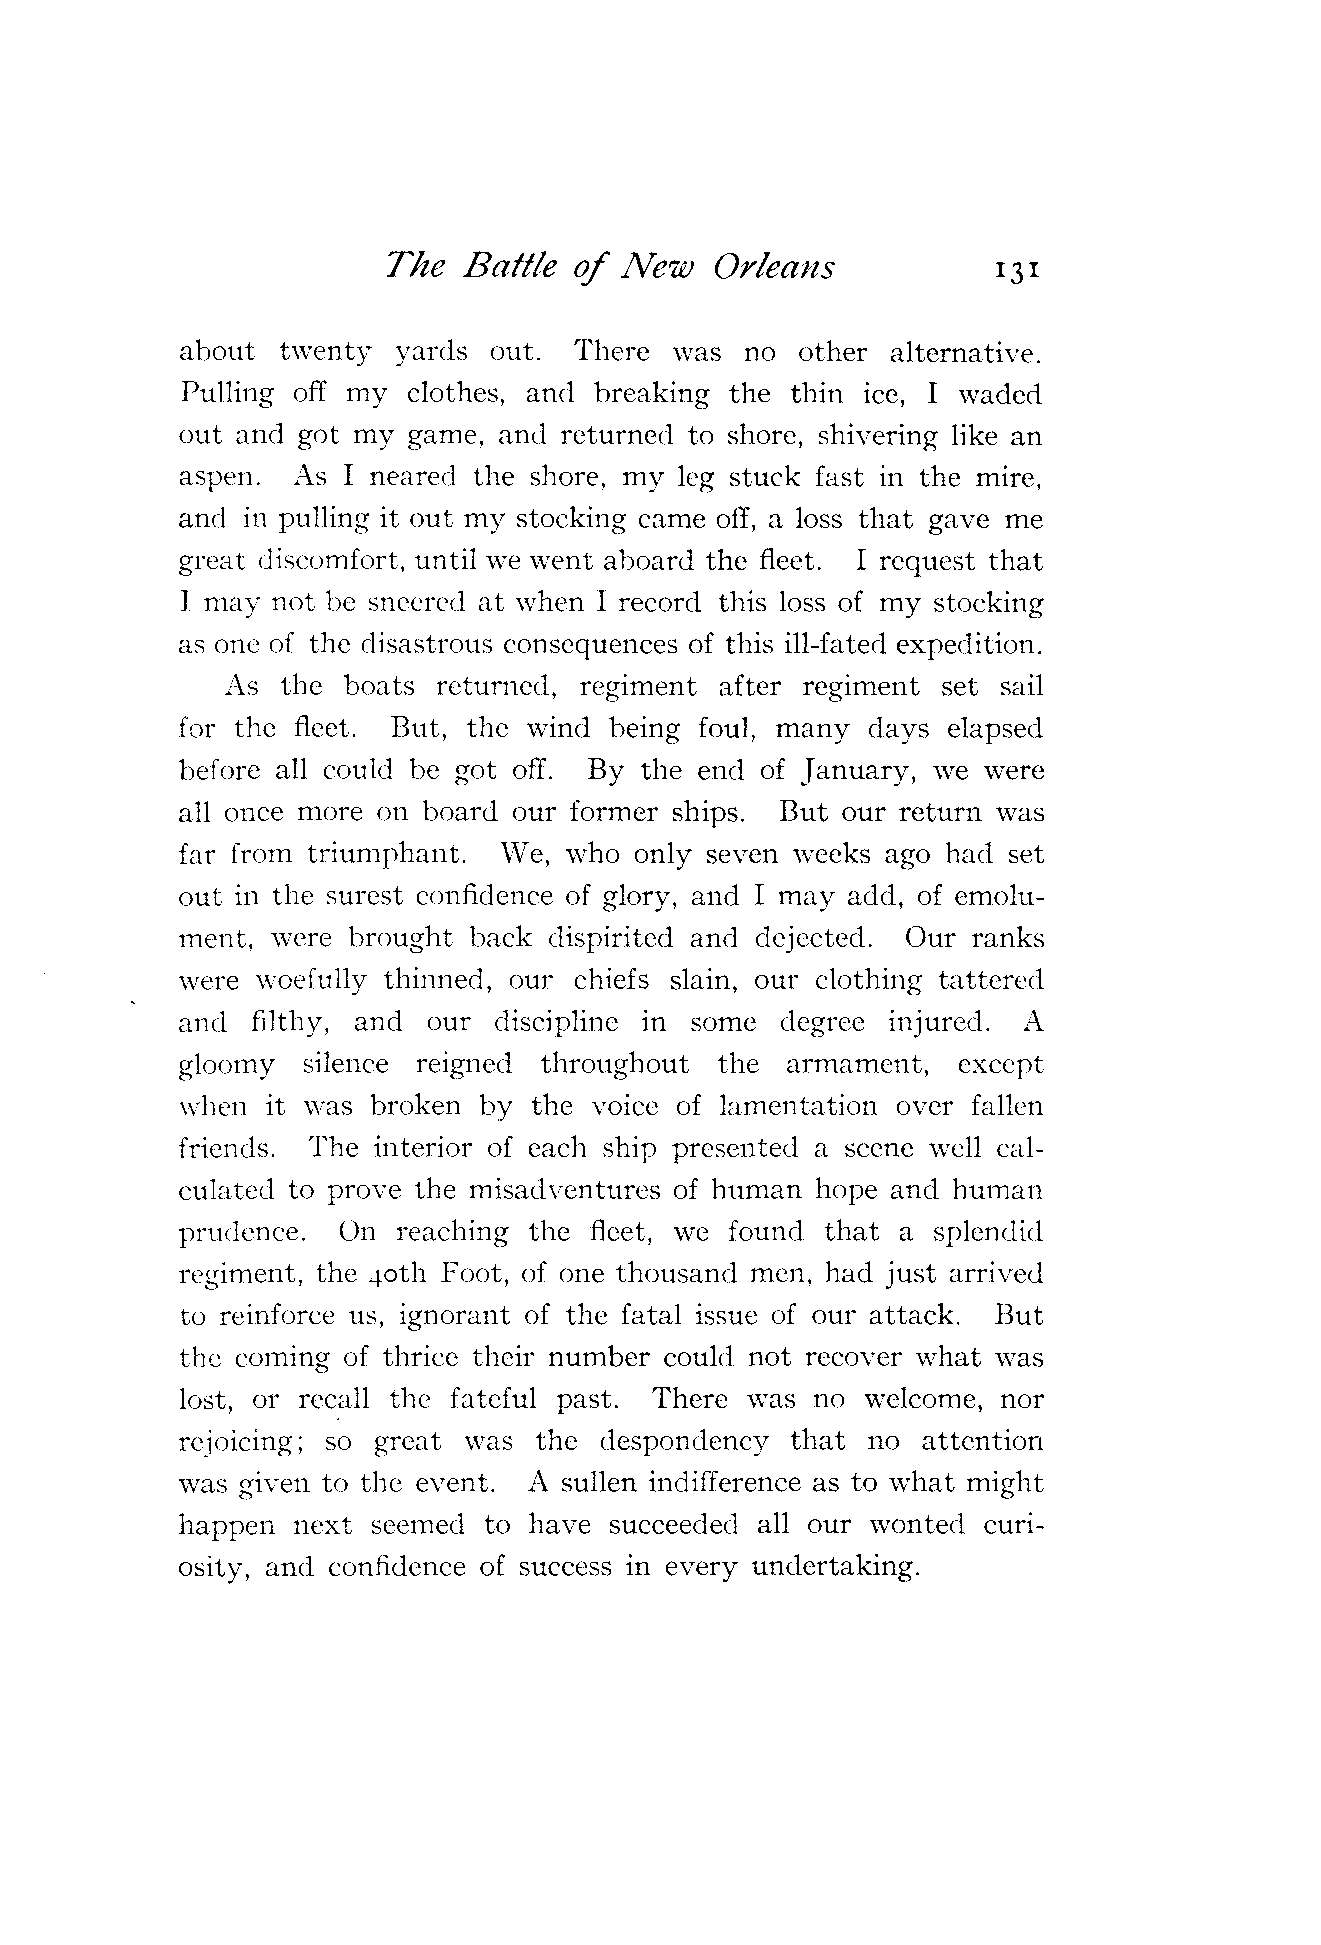 The Battle of New Orleans 131
about twenty yards out. There was no other alternative.
Pulling off my clothes, and breaking the thin ice, I waded
out and got my game, and returned to shore, shivering like an
aspen. As I neared the shore, my leg stuck fast in the mire,
and in pulling it out my stocking came off, a loss that gave me
great discomfort, until we went aboard the fleet. I request that
I may not be sneered at when I record this loss of my stocking
as one of the disastrous consequences of this ill-fated expedition.
As the boats returned, regiment after regiment set sail
for the fleet. But, the wind being foul, many days elapsed
before all could be got off. By the end of January, we were
all once more on board our former ships. But our return was
far from triumphant. We, who only seven weeks ago had set
out in the surest confidence of glory, and I may add, of emolu-
ment, were brought back dispirited and dejected. Our ranks
were woefully thinned, our chiefs slain, our clothing tattered
and filthy, and our discipline in some degree injured. A
gloomy silence reigned throughout the armament, except
when it was broken by the voice of lamentation over fallen
friends. The interior of each ship presented a scene well cal-
culated to prove the misadventures of human hope and human
prudence. On reaching the fleet, we found that a splendid
regiment, the 40th Foot, of one thousand men, had just arrived
to reinforce us, ignorant of the fatal issue of our attack. But
the coming of thrice their number could not recover what was
lost, or recall the fateful past. There was no welcome, nor
rejoicing; so great was the despondency that no attention
was given to the event. A sullen indifference as to what might
happen next seemed to have succeeded all our wonted curi-
osity, and confidence of success in every undertaking.